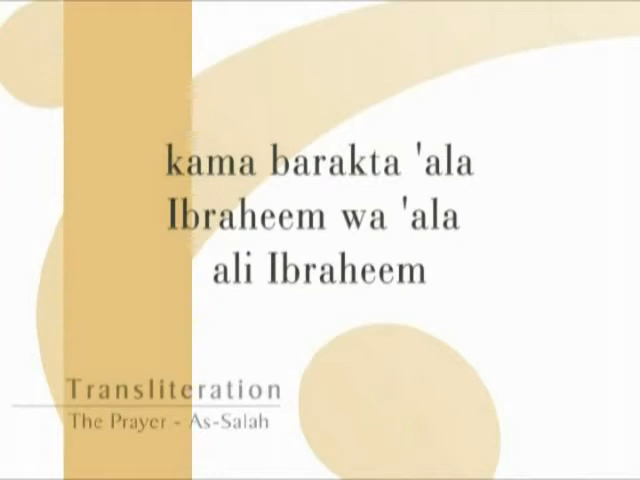 kama barakta 'ala
Ibraheem wa 'ala
ali Ibraheem
Transliteration
The Prayer - As-Salah